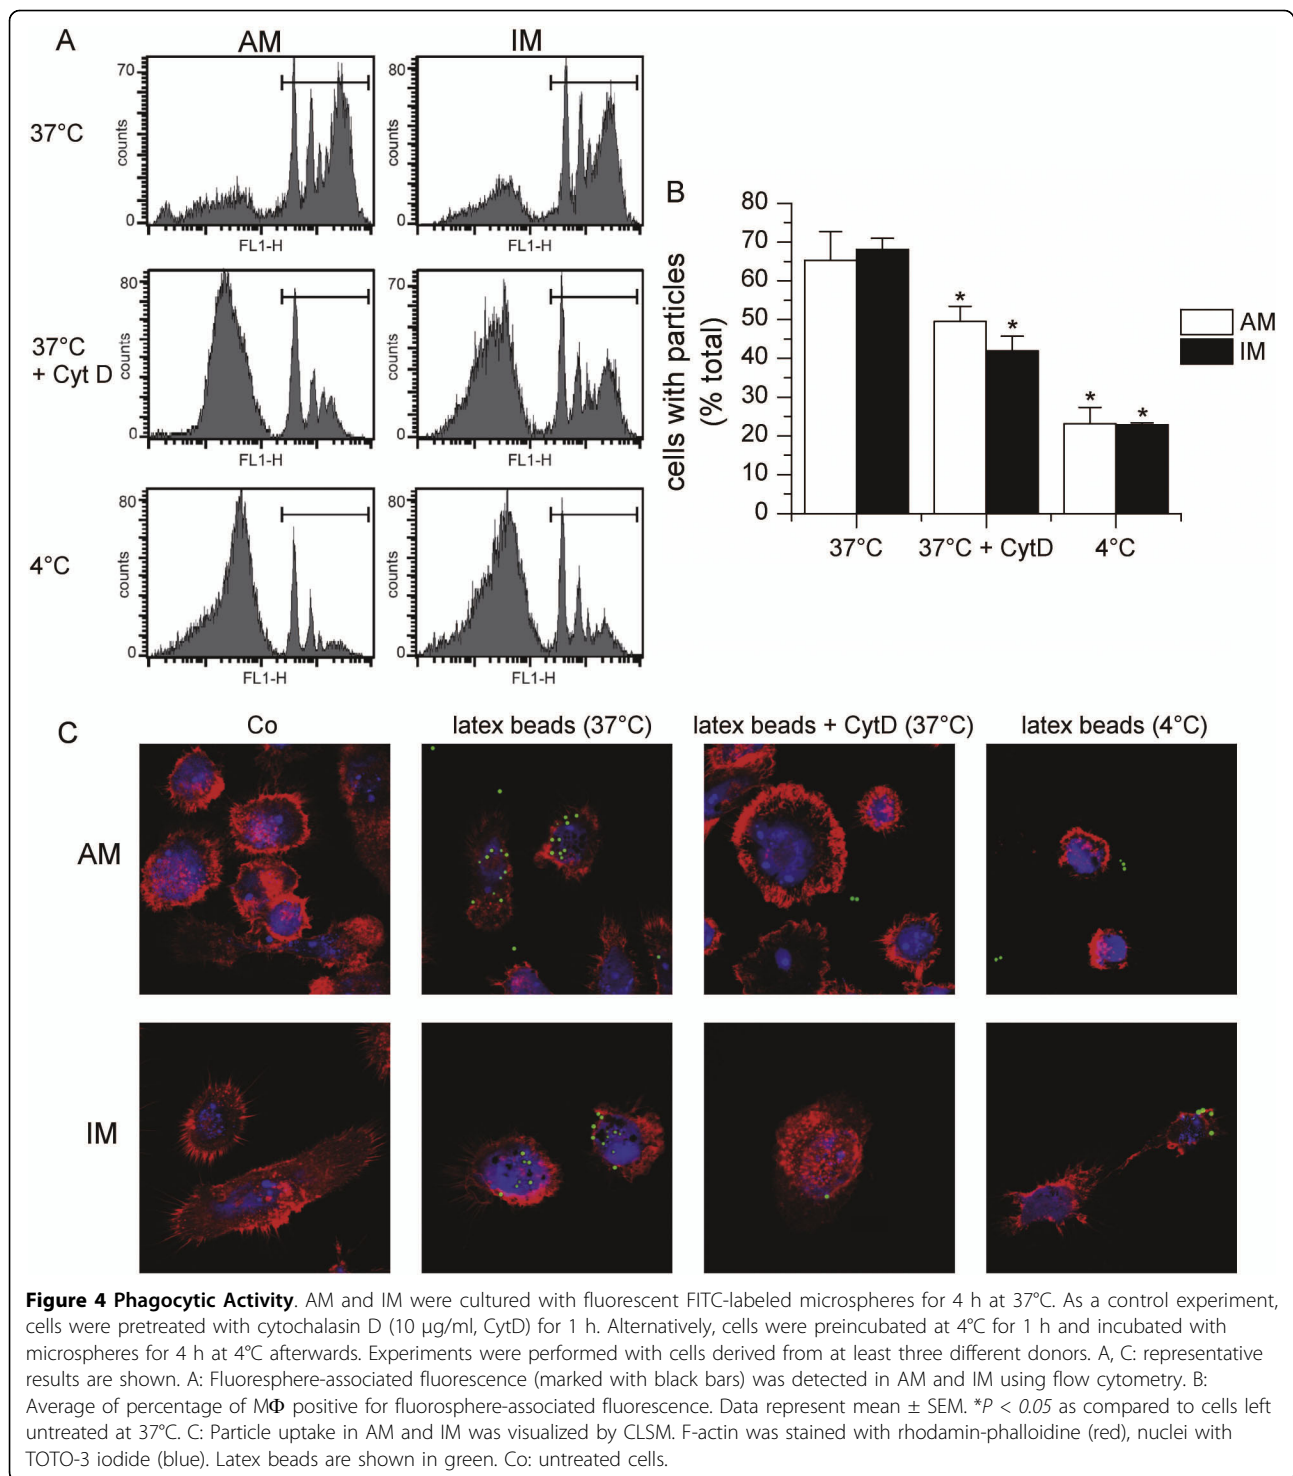 A
AM
IM
37°C
70
counts
0
FL1-H
80
counts
0
FL1-H
37°C
+ Cyt D
80
counts
0
FL1-H
70
counts
0
FL1-H
4°C
80
counts
0
FL1-H
80
counts
0
FL1-H
B
cells with particles
(% total)
80
70
60
50
40
30
20
10
0
* * * *
37°C 37°C + CytD 4°C
AM
IM
C
Co latex beads (37°C) latex beads + CytD (37°C) latex beads (4°C)
AM
IM
Figure 4 Phagocytic Activity. AM and IM were cultured with fluorescent FITC-labeled microspheres for 4 h at 37°C. As a control experiment,
cells were pretreated with cytochalasin D (10 μg/ml, CytD) for 1 h. Alternatively, cells were preincubated at 4°C for 1 h and incubated with
microspheres for 4 h at 4°C afterwards. Experiments were performed with cells derived from at least three different donors. A, C: representative
results are shown. A: Fluoresphere-associated fluorescence (marked with black bars) was detected in AM and IM using flow cytometry. B:
Average of percentage of MΦ positive for fluorosphere-associated fluorescence. Data represent mean ± SEM. *P < 0.05 as compared to cells left
untreated at 37°C. C: Particle uptake in AM and IM was visualized by CLSM. F-actin was stained with rhodamin-phalloidine (red), nuclei with
TOTO-3 iodide (blue). Latex beads are shown in green. Co: untreated cells.